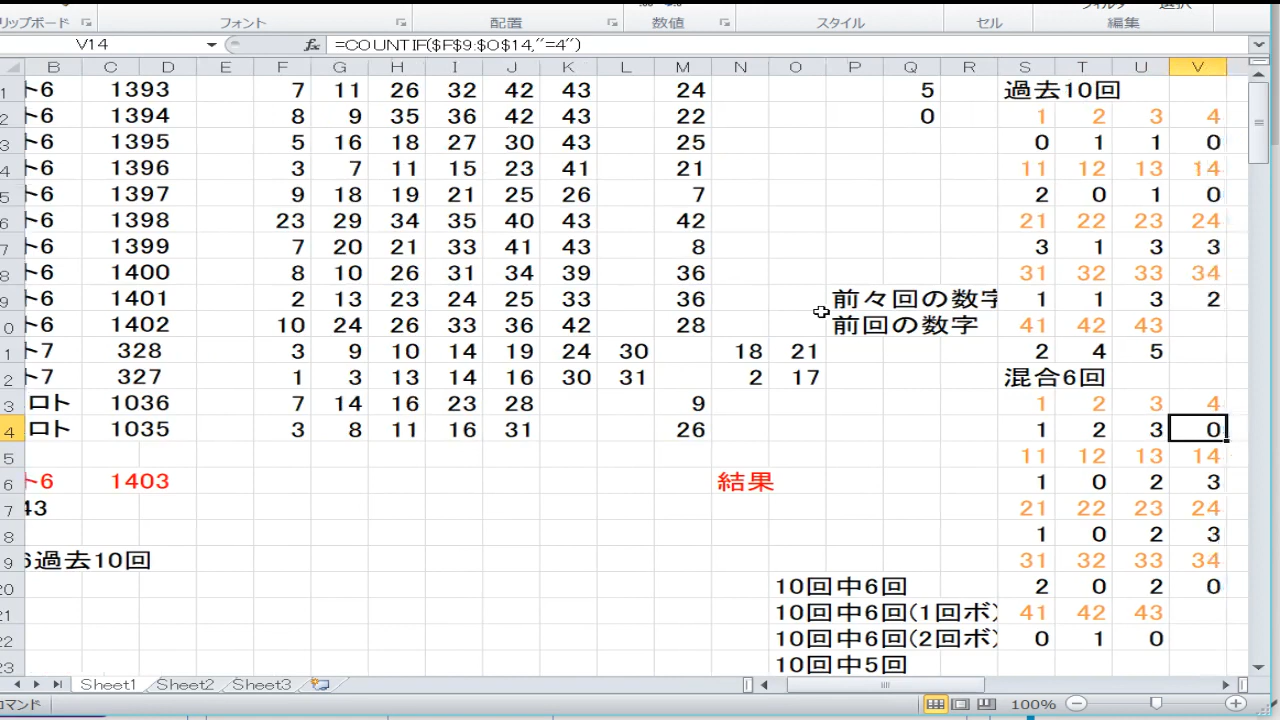 リップボード フォント 配置 数値 スタイル セル 編集
V14 fx =COUNTIF($F$9:$O$14,"=4")
B C D E F G H I J K L M N O P Q R S T U V
1 ト6 1393 7 11 26 32 42 43 24 5 過去10回
2 ト6 1394 8 9 35 36 42 43 22 0 1 2 3 4
3 ト6 1395 5 16 18 27 30 43 25 0 1 1 0
4 ト6 1396 3 7 11 15 23 41 21 11 12 13 14
5 ト6 1397 9 18 19 21 25 26 7 2 0 1 0
6 ト6 1398 23 29 34 35 40 43 42 21 22 23 24
7 ト6 1399 7 20 21 33 41 43 8 3 1 3 3
8 ト6 1400 8 10 26 31 34 39 36 31 32 33 34
9 ト6 1401 2 13 23 24 25 33 36 前々回の数字 1 1 3 2
0 ト6 1402 10 24 26 33 36 42 28 前回の数字 41 42 43
1 ト7 328 3 9 10 14 19 24 30 18 21 2 4 5
2 ト7 327 1 3 13 14 16 30 31 2 17 混合6回
3 ロト 1036 7 14 16 23 28 9 1 2 3 4
4 ロト 1035 3 8 11 16 31 26 1 2 3 0
5 11 12 13 14
6 ト6 1403 結果 1 0 2 3
7 43 21 22 23 24
8 1 0 2 3
9 6過去10回 31 32 33 34
20 10回中6回 2 0 2 0
21 10回中6回(1回ボ) 41 42 43
22 10回中6回(2回ボ) 0 1 0
23 10回中5回
Sheet1 Sheet2 Sheet3
コマンド 100%